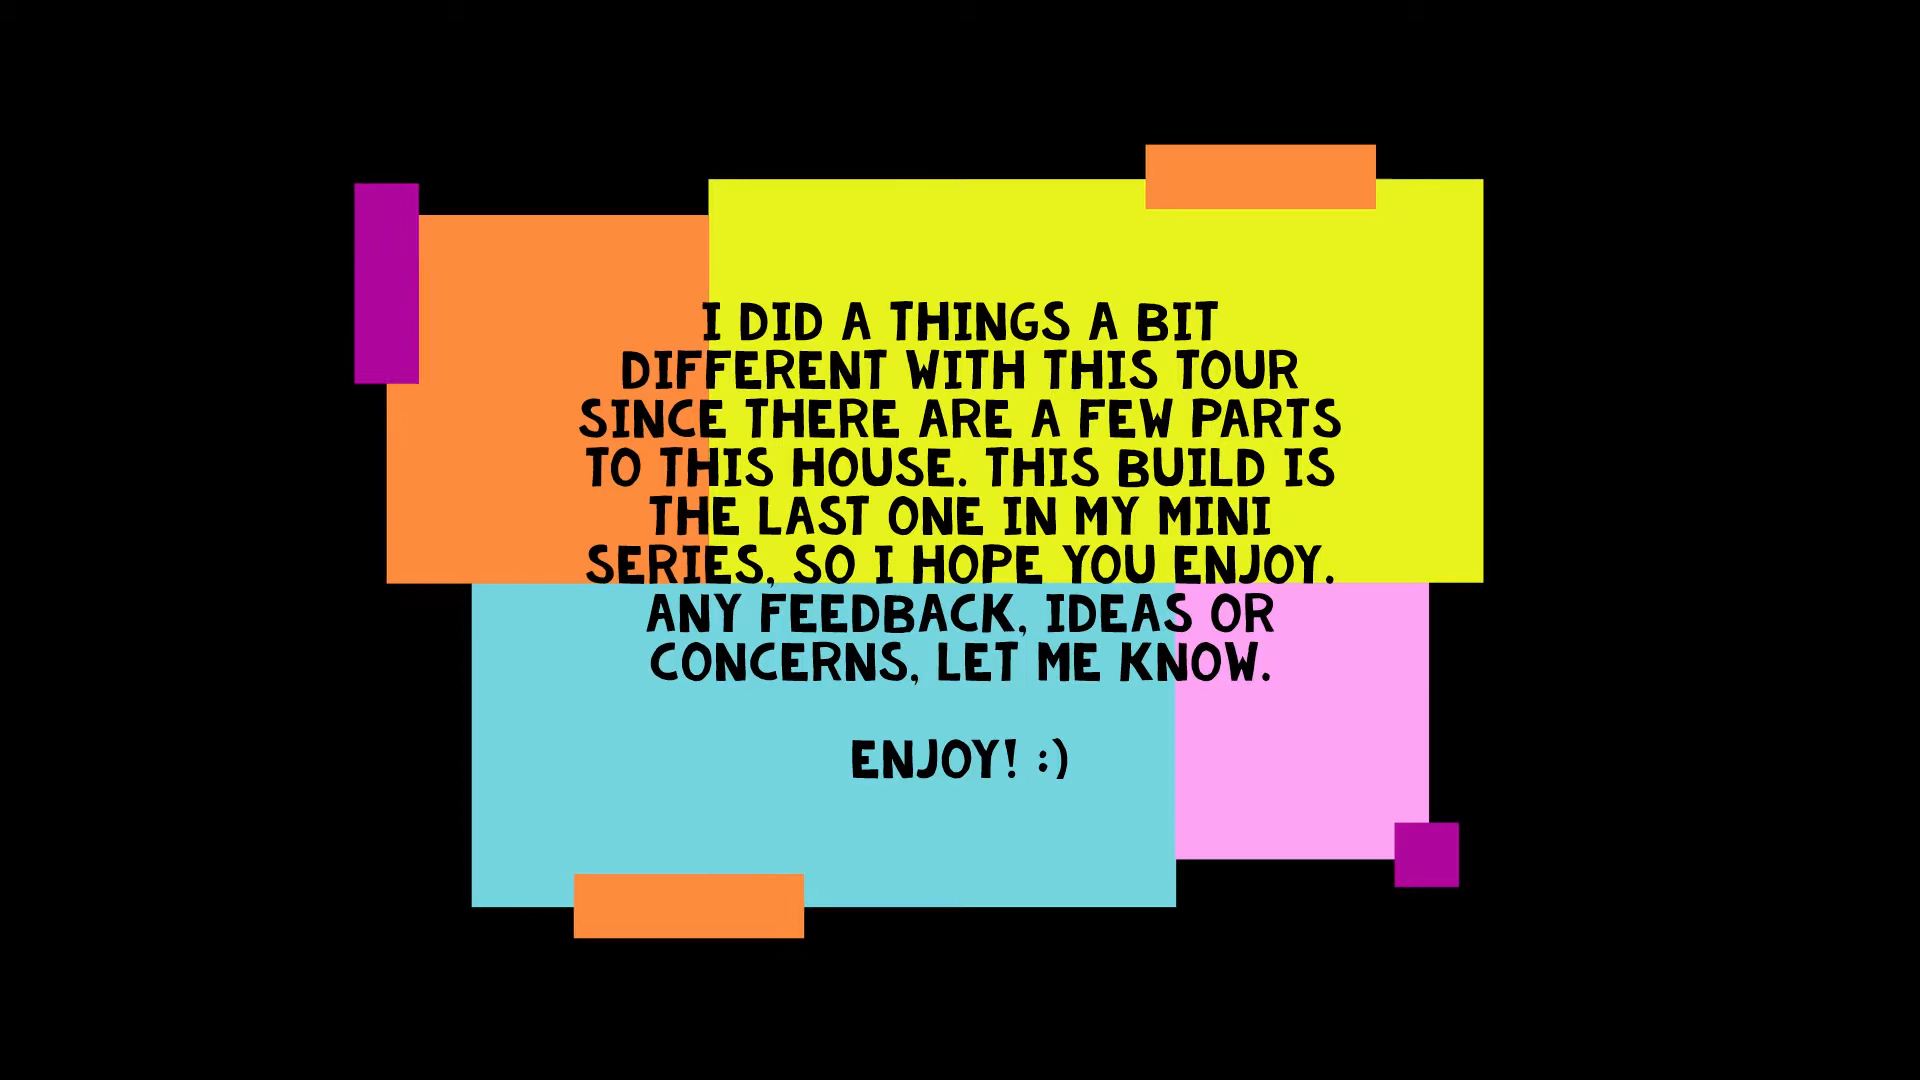 I DID A THINGS A BIT
DIFFERENT WITH THIS TOUR
SINCE THERE ARE A FEW PARTS
TO THIS HOUSE. THIS BUILD IS
THE LAST ONE IN MY MINI
SERIES, SO I HOPE YOU ENJOY.
ANY FEEDBACK, IDEAS OR
CONCERNS, LET ME KNOW.
ENJOY! :)